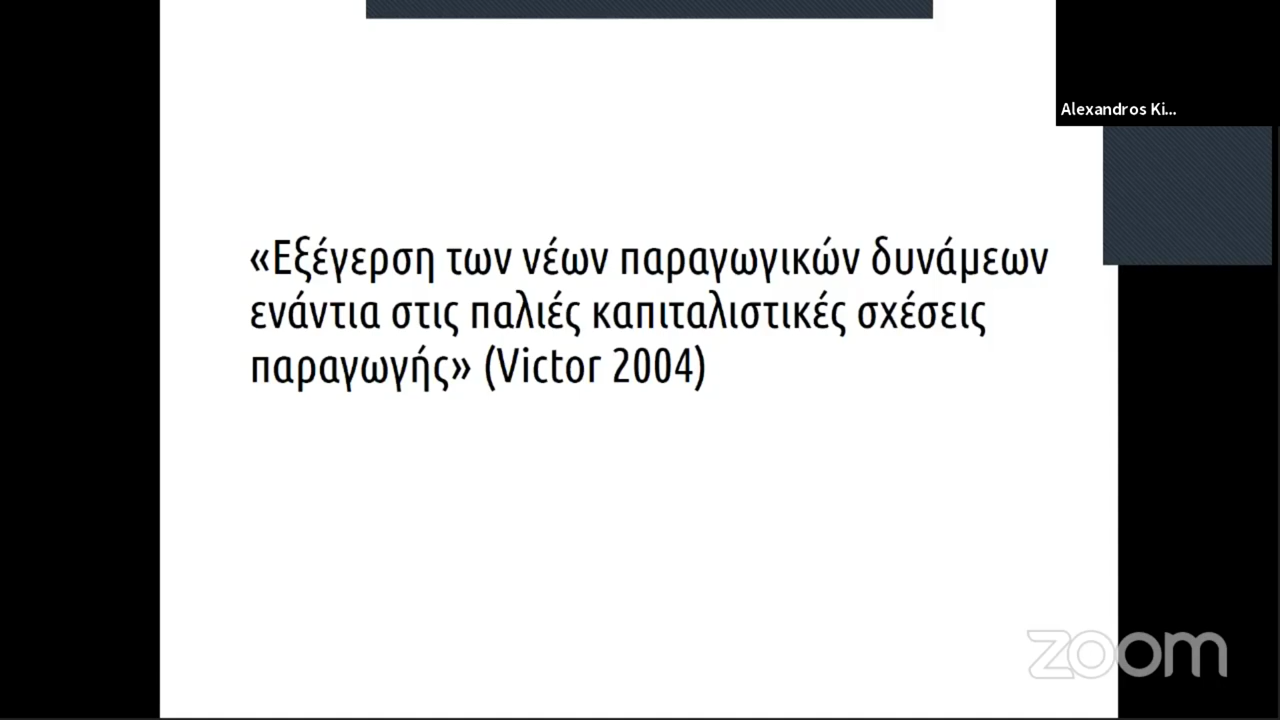 Alexandros Ki...
«Εξέγερση των νέων παραγωγικών δυνάμεων
ενάντια στις παλιές καπιταλιστικές σχέσεις
παραγωγής» (Victor 2004)
zoom